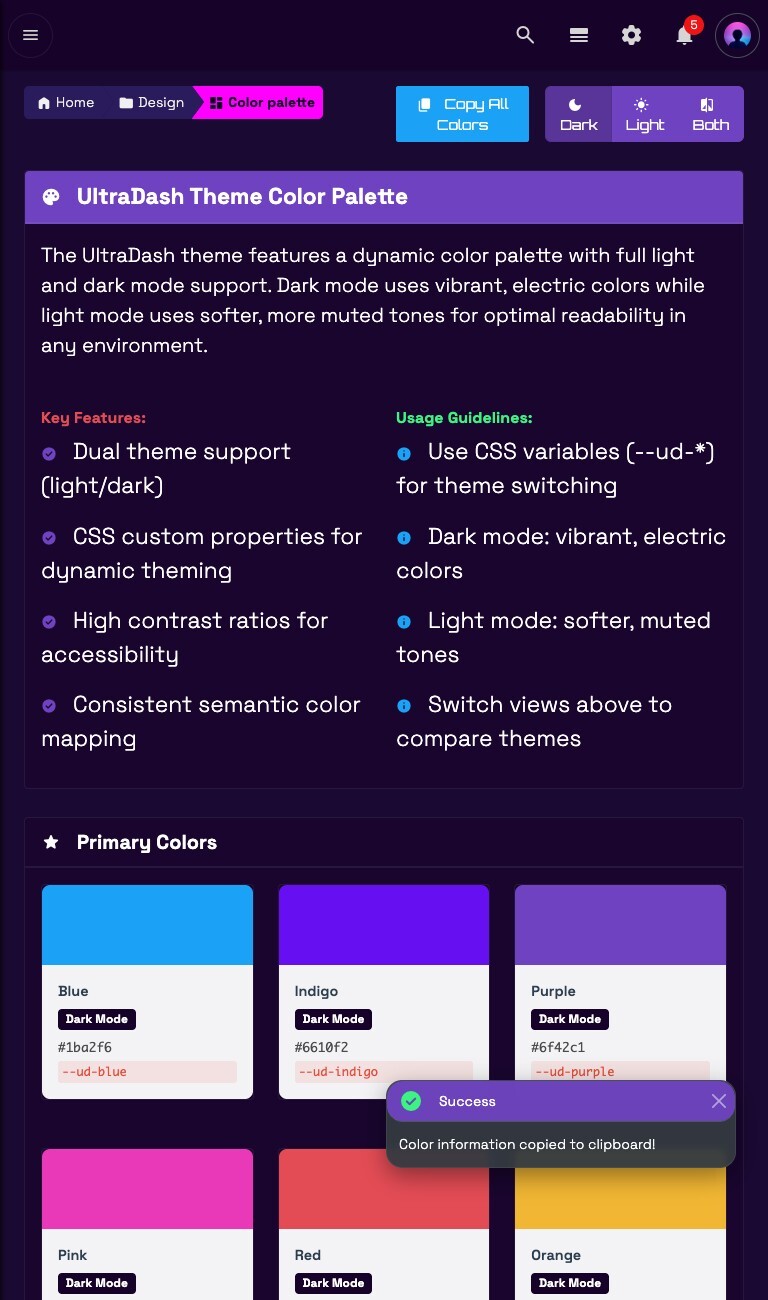 5
Home
Design
Color palette
Copy All
Colors
Dark
Light
Both
UltraDash Theme Color Palette
The UltraDash theme features a dynamic color palette with full light
and dark mode support. Dark mode uses vibrant, electric colors while
light mode uses softer, more muted tones for optimal readability in
any environment.
Key Features:
Dual theme support
(light/dark)
CSS custom properties for
dynamic theming
High contrast ratios for
accessibility
Consistent semantic color
mapping
Usage Guidelines:
Use CSS variables (--ud-*)
for theme switching
Dark mode: vibrant, electric
colors
Light mode: softer, muted
tones
Switch views above to
compare themes
Primary Colors
Blue
Dark Mode
#1ba2f6
--ud-blue
Indigo
Dark Mode
#6610f2
--ud-indigo
Purple
Dark Mode
#6f42c1
--ud-purple
Success
Color information copied to clipboard!
Pink
Dark Mode
Red
Dark Mode
Orange
Dark Mode